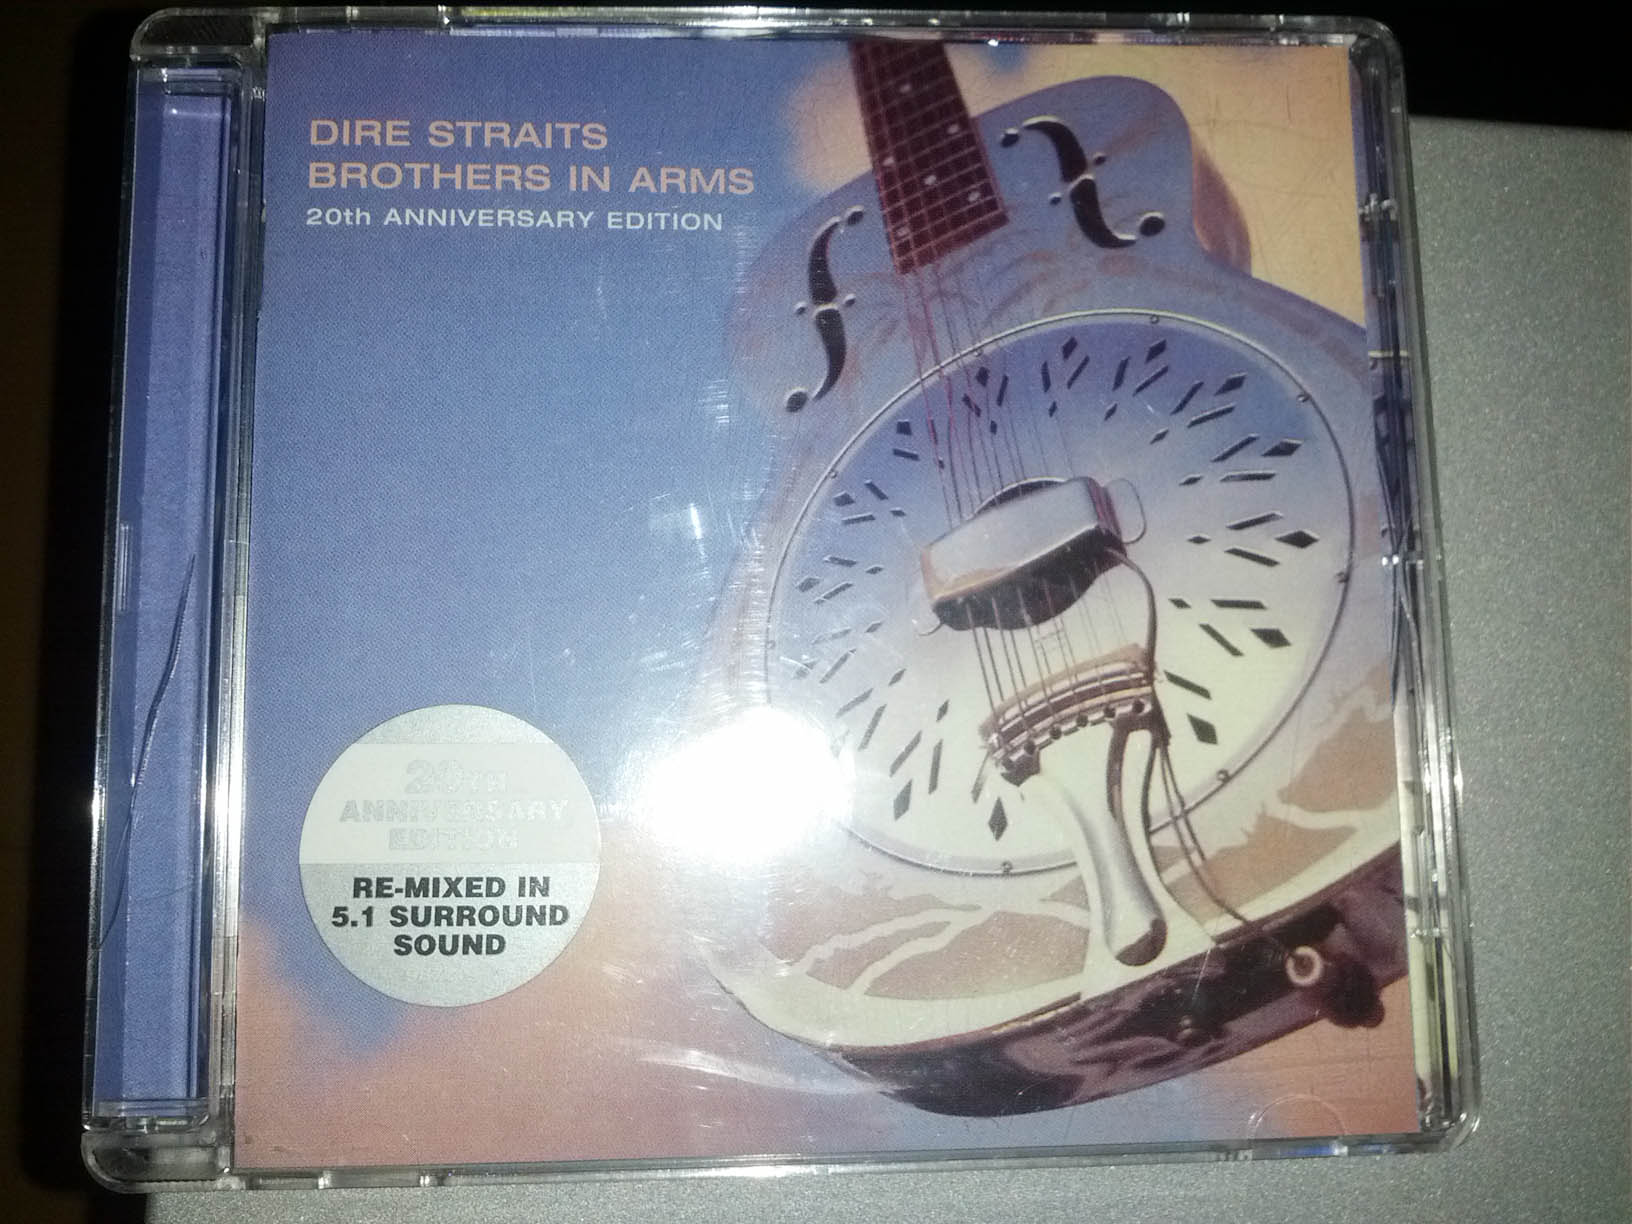 DIRE STRAITS
BROTHERS IN ARMS
20th ANNIVERSARY EDITION
20TH
ANNIVERSARY
EDITION
RE-MIXED IN
5.1 SURROUND
SOUND